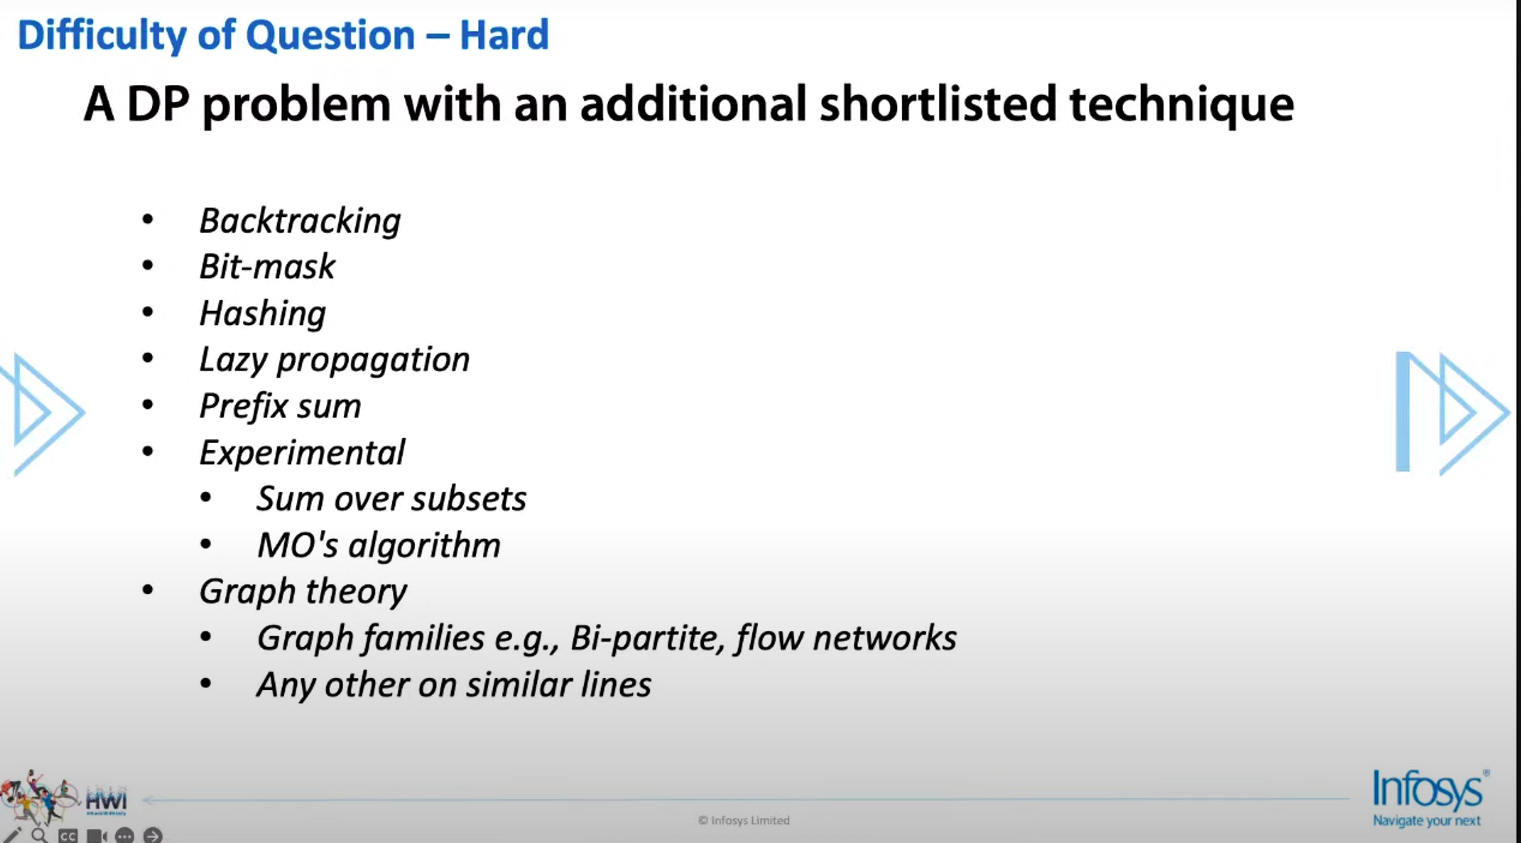 Difficulty of Question – Hard
A DP problem with an additional shortlisted technique
• Backtracking
• Bit-mask
• Hashing
• Lazy propagation
• Prefix sum
• Experimental
• Sum over subsets
• MO's algorithm
• Graph theory
• Graph families e.g., Bi-partite, flow networks
• Any other on similar lines
HWI
CC
© Infosys Limited
Infosys®
Navigate your next